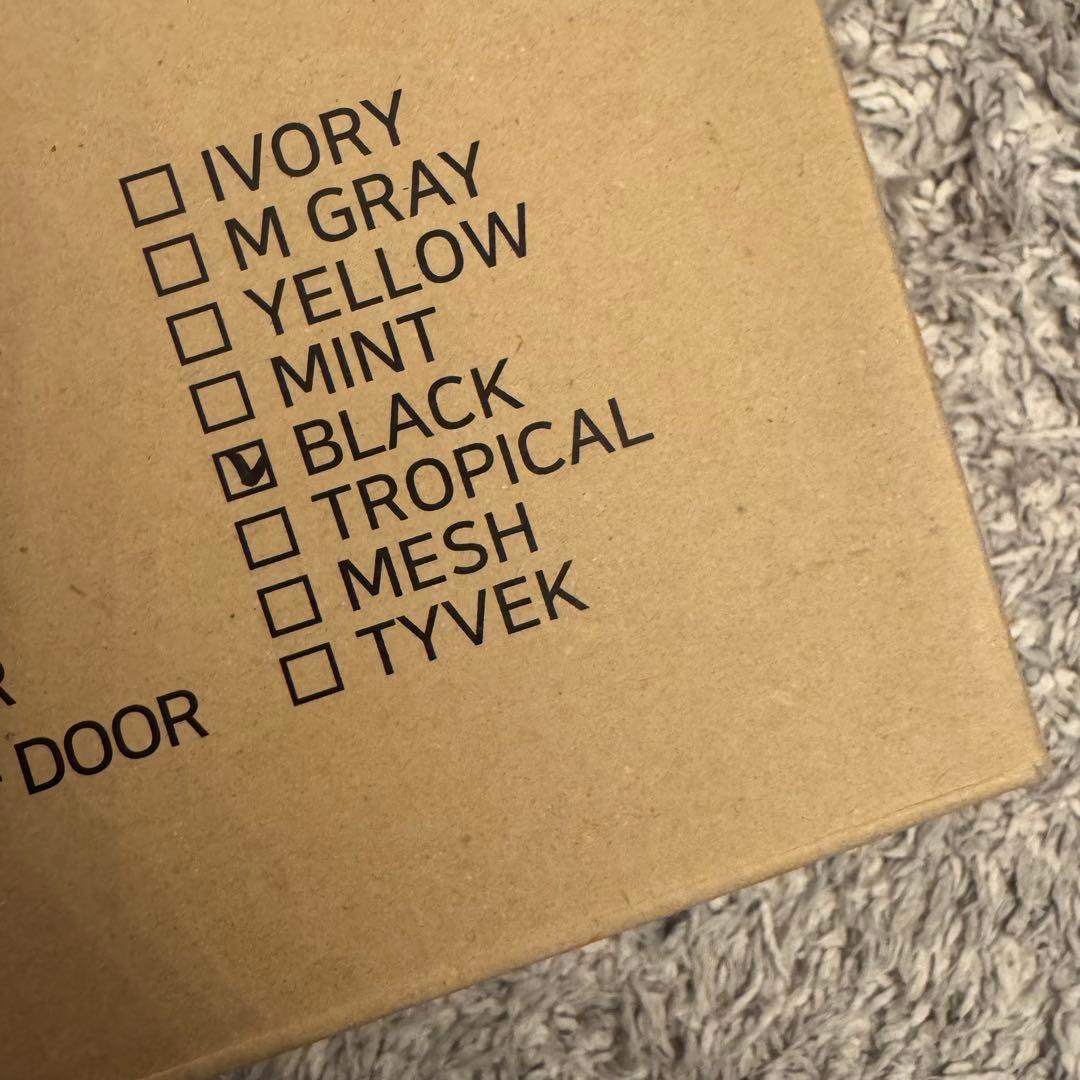 ☐ IVORY
☐ M GRAY
☐ YELLOW
☐ MINT
☑ BLACK
☐ TROPICAL
☐ MESH
☐ TYVEK
R
DOOR